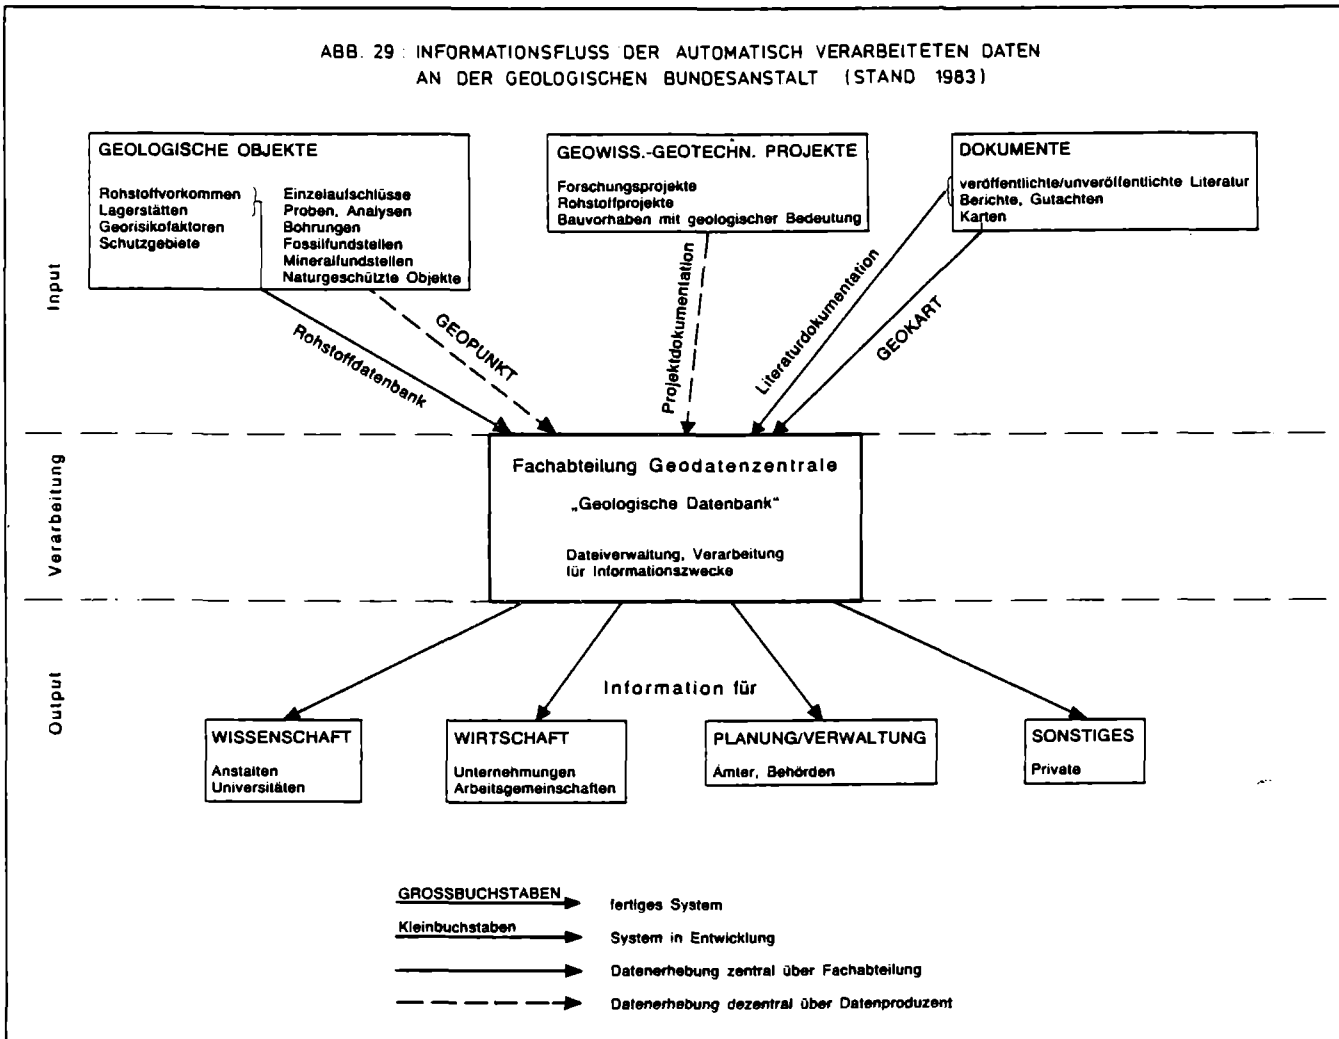 ABB. 29 : INFORMATIONSFLUSS DER AUTOMATISCH VERARBEITETEN DATEN
AN DER GEOLOGISCHEN BUNDESANSTALT (STAND 1983)
GEOLOGISCHE OBJEKTE
Rohstoffvorkommen
Lagerstätten
Georisikofaktoren
Schutzgebiete
Einzelaufschlüsse
Proben, Analysen
Bohrungen
Fossilfundstellen
Mineralfundstellen
Naturgeschützte Objekte
GEOWISS.-GEOTECHN. PROJEKTE
Forschungsprojekte
Rohstoffprojekte
Bauvorhaben mit geologischer Bedeutung
DOKUMENTE
veröffentlichte/unveröffentlichte Literatur
Berichte, Gutachten
Karten
Input
Rohstoffdatenbank
GEOPUNKT
Projektdokumentation
Literaturdokumentation
GEOKART
Verarbeitung
Fachabteilung Geodatenzentrale
„Geologische Datenbank“
Dateiverwaltung, Verarbeitung
für Informationszwecke
Output
Information für
WISSENSCHAFT
Anstalten
Universitäten
WIRTSCHAFT
Unternehmungen
Arbeitsgemeinschaften
PLANUNG/VERWALTUNG
Ämter, Behörden
SONSTIGES
Private
GROSSBUCHSTABEN fertiges System
Kleinbuchstaben System in Entwicklung
Datenerhebung zentral über Fachabteilung
Datenerhebung dezentral über Datenproduzent